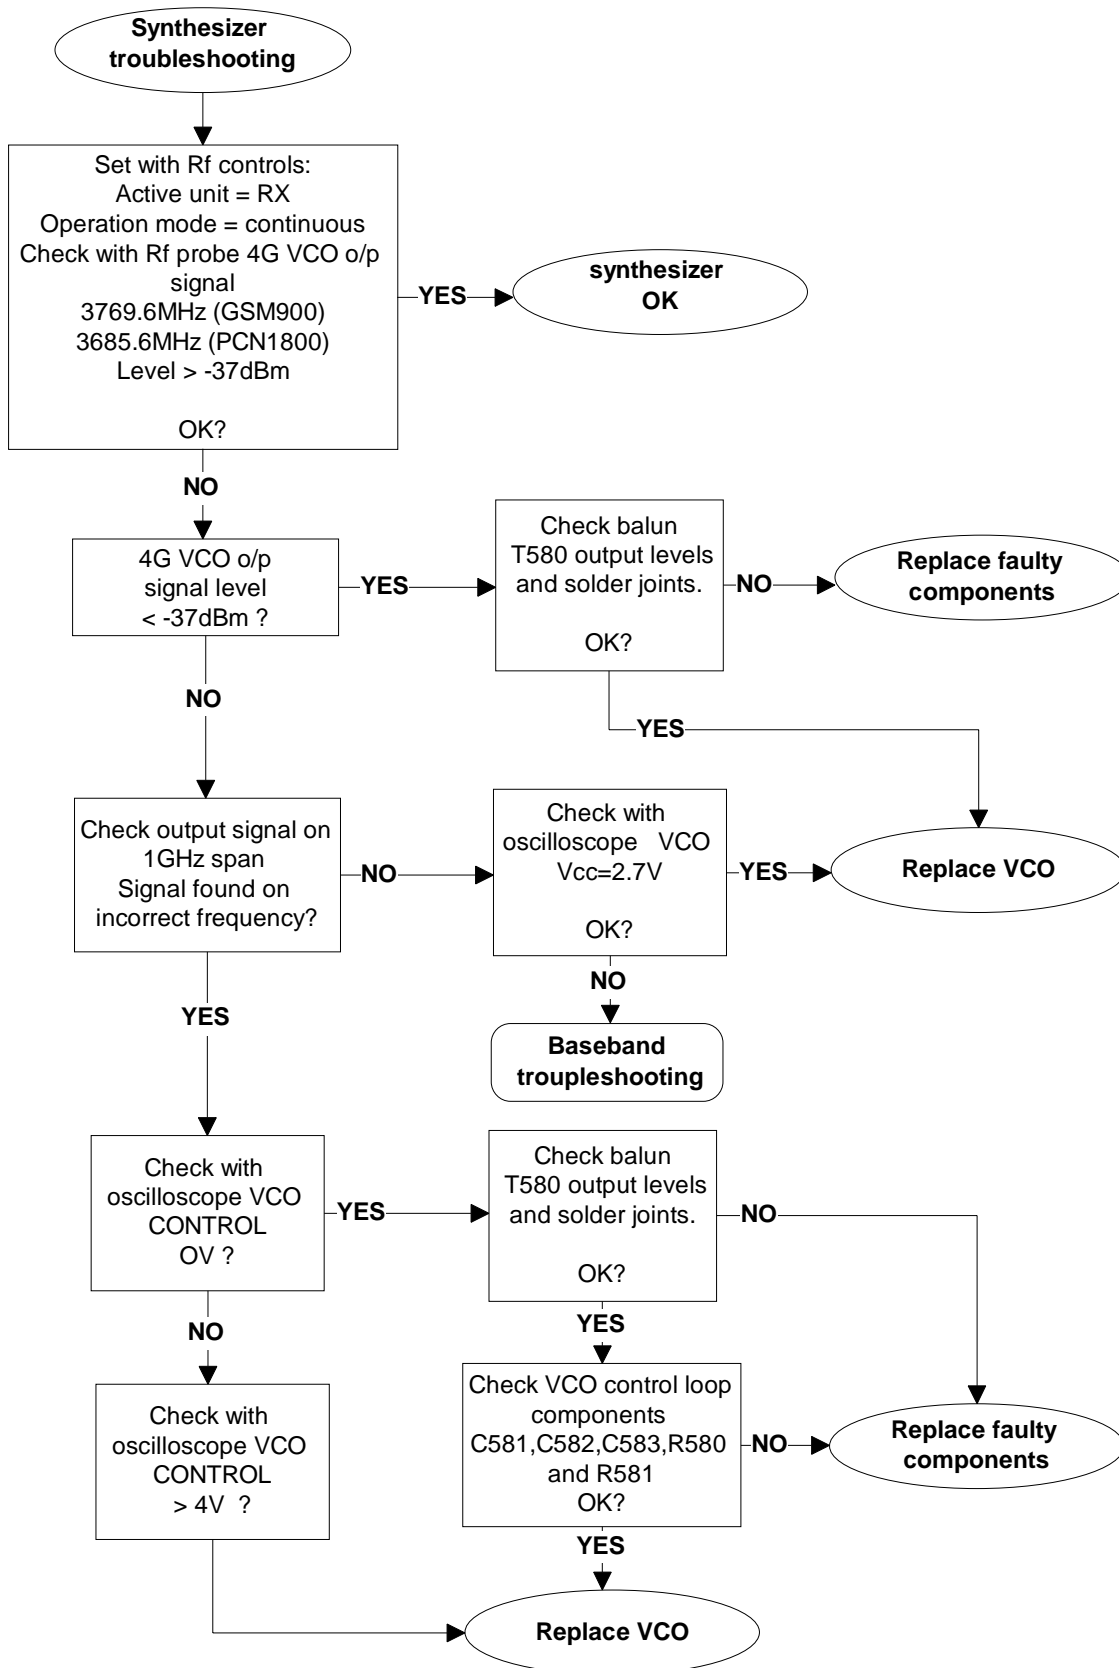 Synthesizer
troubleshooting
Set with Rf controls:
Active unit = RX
Operation mode = continuous
Check with Rf probe 4G VCO o/p
signal
3769.6MHz (GSM900)
3685.6MHz (PCN1800)
Level > -37dBm
OK?
YES
synthesizer
OK
NO
4G VCO o/p
signal level
< -37dBm ?
YES
Check balun
T580 output levels
and solder joints.
OK?
NO
Replace faulty
components
YES
NO
Check output signal on
1GHz span
Signal found on
incorrect frequency?
NO
Check with
oscilloscope VCO
Vcc=2.7V
OK?
YES
Replace VCO
NO
Baseband
troupleshooting
YES
Check with
oscilloscope VCO
CONTROL
OV ?
YES
Check balun
T580 output levels
and solder joints.
OK?
NO
YES
NO
Check with
oscilloscope VCO
CONTROL
> 4V ?
Check VCO control loop
components
C581,C582,C583,R580
and R581
OK?
NO
Replace faulty
components
YES
Replace VCO